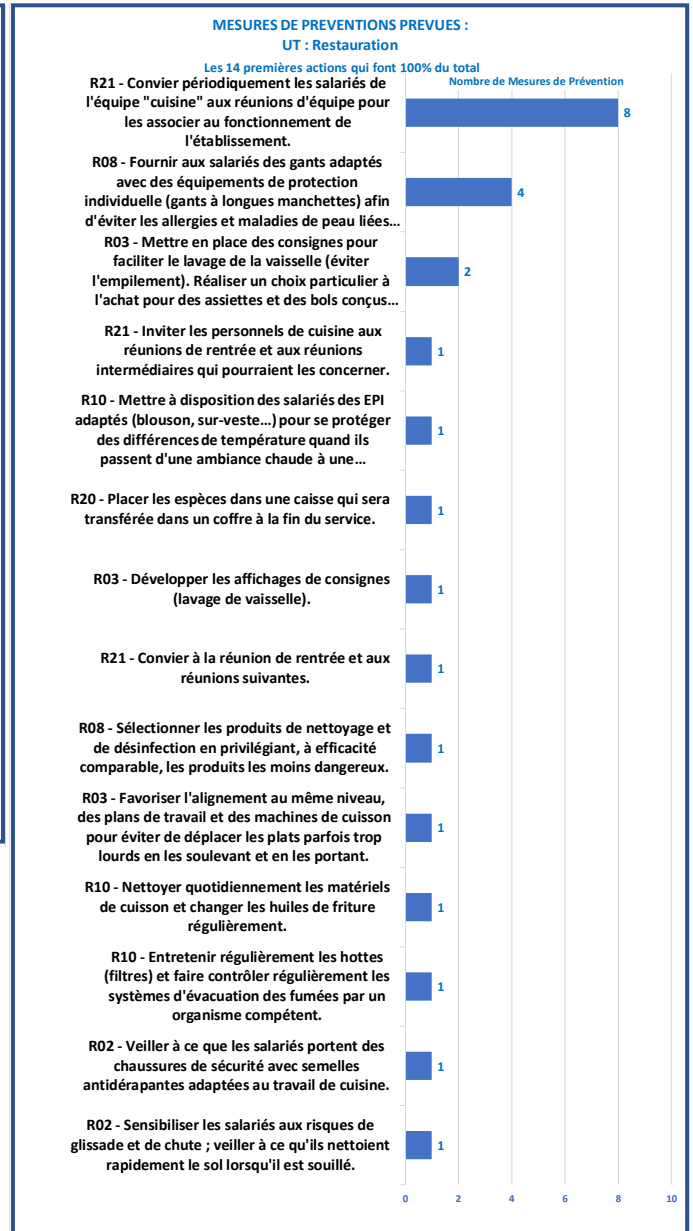 MESURES DE PREVENTIONS PREVUES :
UT : Restauration
Les 14 premières actions qui font 100% du total
Nombre de Mesures de Prévention
R21 - Convier périodiquement les salariés de
l'équipe "cuisine" aux réunions d'équipe pour
les associer au fonctionnement de
l'établissement.
8
R08 - Fournir aux salariés des gants adaptés
avec des équipements de protection
individuelle (gants à longues manchettes) afin
d'éviter les allergies et maladies de peau liées…
4
R03 - Mettre en place des consignes pour
faciliter le lavage de la vaisselle (éviter
l'empilement). Réaliser un choix particulier à
l'achat pour des assiettes et des bols conçus…
2
R21 - Inviter les personnels de cuisine aux
réunions de rentrée et aux réunions
intermédiaires qui pourraient les concerner.
1
R10 - Mettre à disposition des salariés des EPI
adaptés (blouson, sur-veste…) pour se protéger
des différences de température quand ils
passent d'une ambiance chaude à une…
1
R20 - Placer les espèces dans une caisse qui sera
transférée dans un coffre à la fin du service.
1
R03 - Développer les affichages de consignes
(lavage de vaisselle).
1
R21 - Convier à la réunion de rentrée et aux
réunions suivantes.
1
R08 - Sélectionner les produits de nettoyage et
de désinfection en privilégiant, à efficacité
comparable, les produits les moins dangereux.
1
R03 - Favoriser l'alignement au même niveau,
des plans de travail et des machines de cuisson
pour éviter de déplacer les plats parfois trop
lourds en les soulevant et en les portant.
1
R10 - Nettoyer quotidiennement les matériels
de cuisson et changer les huiles de friture
régulièrement.
1
R10 - Entretenir régulièrement les hottes
(filtres) et faire contrôler régulièrement les
systèmes d'évacuation des fumées par un
organisme compétent.
1
R02 - Veiller à ce que les salariés portent des
chaussures de sécurité avec semelles
antidérapantes adaptées au travail de cuisine.
1
R02 - Sensibiliser les salariés aux risques de
glissade et de chute ; veiller à ce qu'ils nettoient
rapidement le sol lorsqu'il est souillé.
1
0 2 4 6 8 10